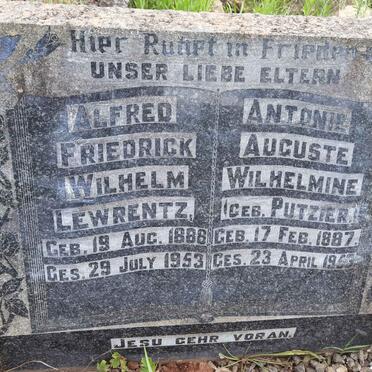 Hier Ruhet in Frieden
UNSER LIEBE ELTERN
ALFRED
FRIEDRICK
WILHELM
LEWRENTZ,
GEB. 19 AUG. 1886
GES. 29 JULY 1953
ANTONIE
AUGUSTE
WILHELMINE
(GEB. PUTZIER.)
GEB. 17 FEB. 1887.
GES. 23 APRIL
JESU GEHR VORAN.